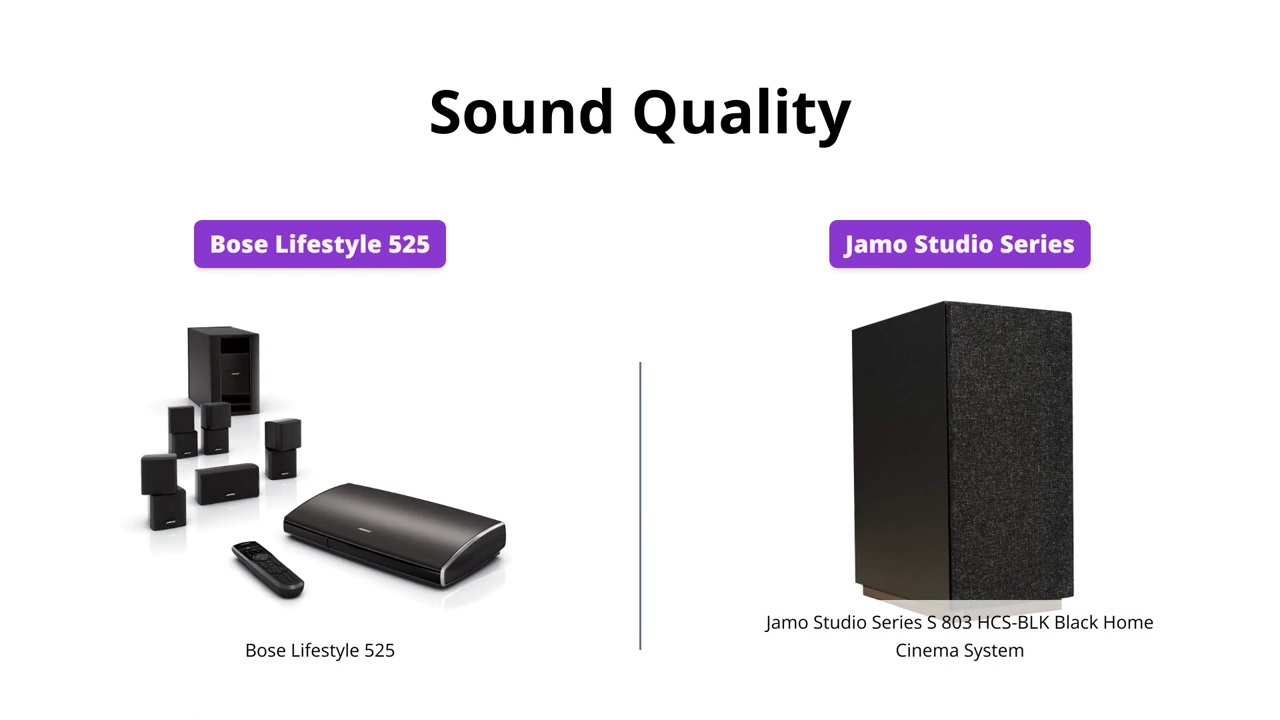 Sound Quality
Bose Lifestyle 525
Jamo Studio Series
Bose Lifestyle 525
Jamo Studio Series S 803 HCS-BLK Black Home
Cinema System